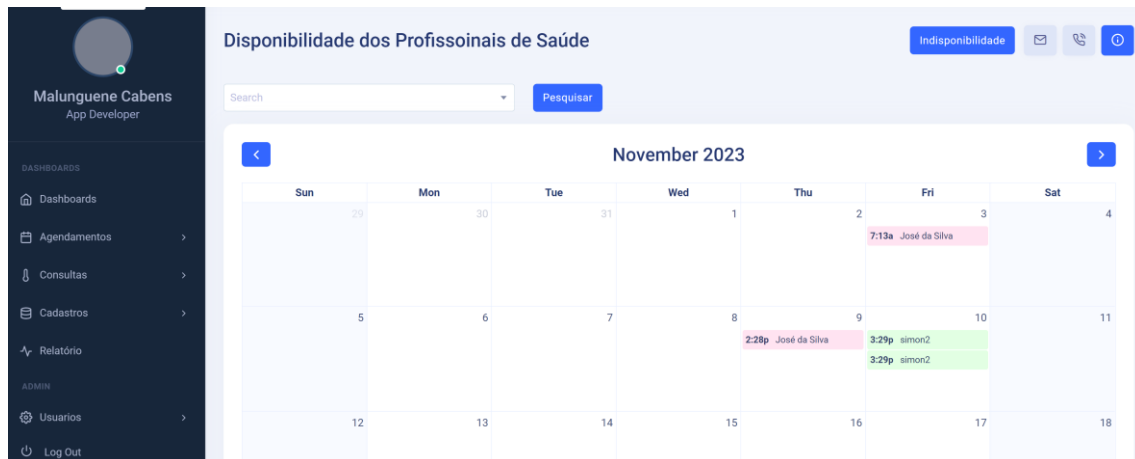 Malunguene Cabens
App Developer
DASHBOARDS
Dashboards
Agendamentos
Consultas
Cadastros
Relatório
ADMIN
Usuarios
Log Out
Disponibilidade dos Profissoinais de Saúde
Indisponibilidade
Search
Pesquisar
November 2023
Sun Mon Tue Wed Thu Fri Sat
29 30 31 1 2 3 4
7:13a José da Silva
5 6 7 8 9 10 11
2:28p José da Silva 3:29p simon2
3:29p simon2
12 13 14 15 16 17 18